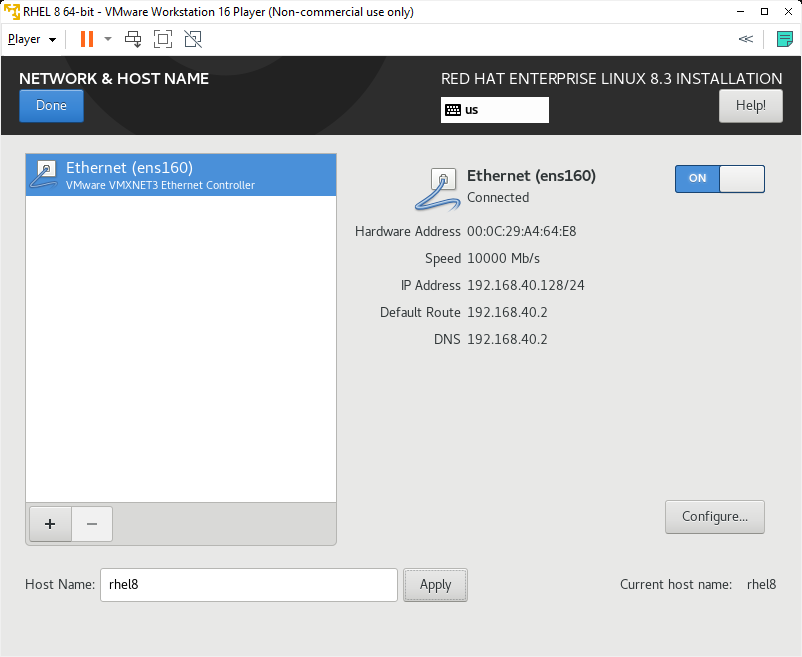 RHEL 8 64-bit - VMware Workstation 16 Player (Non-commercial use only)
Player
NETWORK & HOST NAME
RED HAT ENTERPRISE LINUX 8.3 INSTALLATION
Done
us
Help!
Ethernet (ens160)
VMware VMXNET3 Ethernet Controller
Ethernet (ens160)
Connected
ON
Hardware Address 00:0C:29:A4:64:E8
Speed 10000 Mb/s
IP Address 192.168.40.128/24
Default Route 192.168.40.2
DNS 192.168.40.2
+ −
Configure...
Host Name: rhel8 Apply Current host name: rhel8